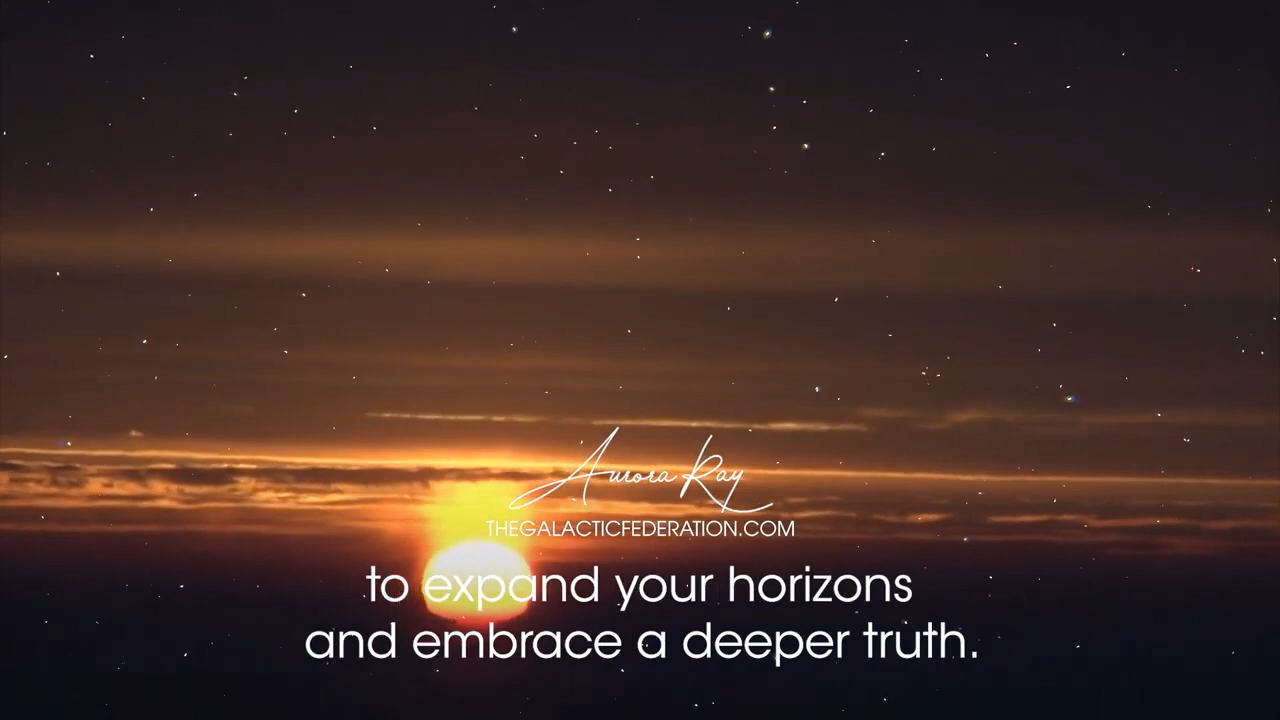 Aurora Ray
THEGALACTICFEDERATION.COM
to expand your horizons
and embrace a deeper truth.